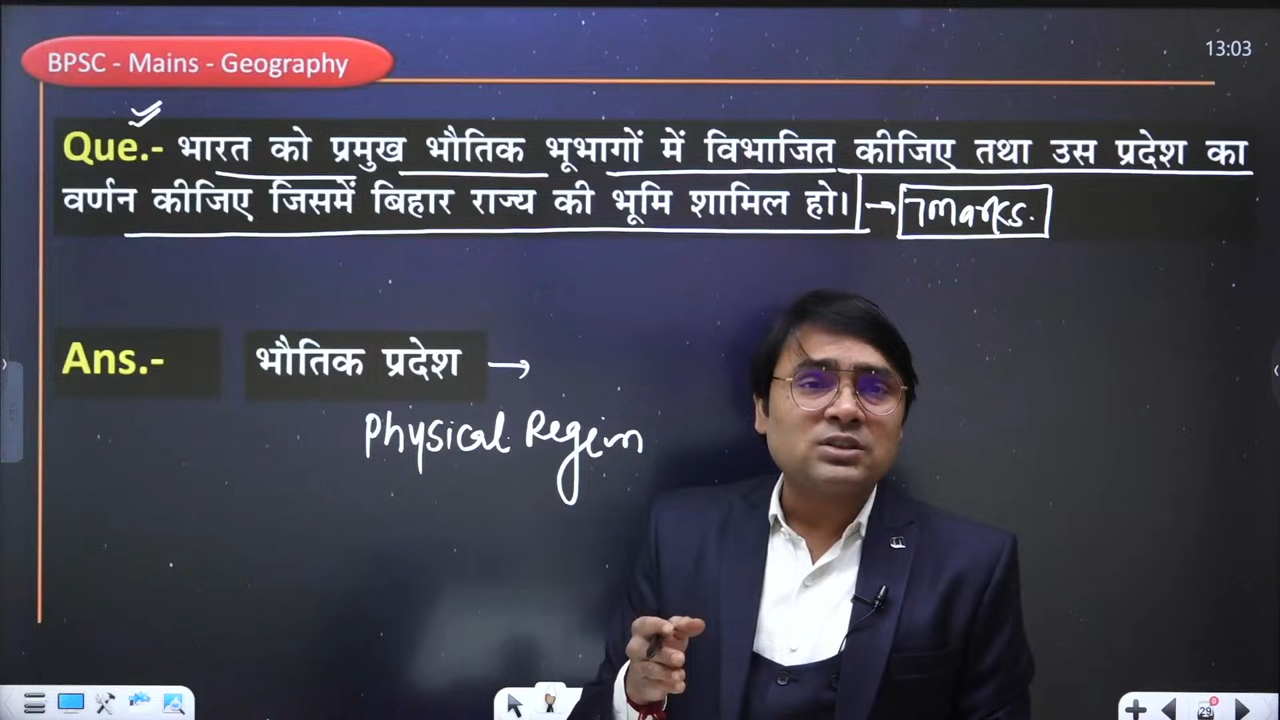 BPSC - Mains - Geography
13:03
Que.- भारत को प्रमुख भौतिक भूभागों में विभाजित कीजिए तथा उस प्रदेश का
वर्णन कीजिए जिसमें बिहार राज्य की भूमि शामिल हो। → 7marks.
Ans.- भौतिक प्रदेश →
Physical Region
29